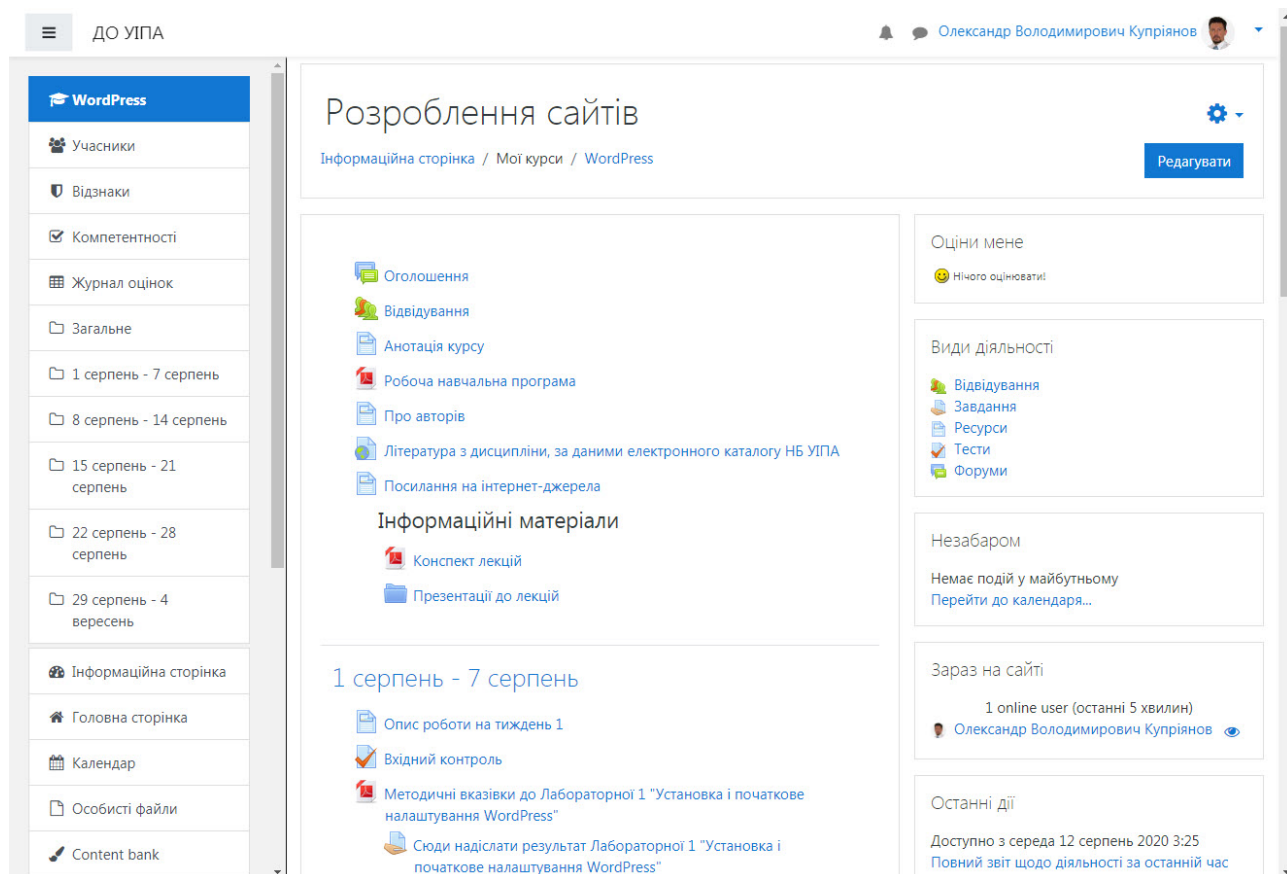 ДО УІПА
Олександр Володимирович Купріянов
WordPress
Учасники
Відзнаки
Компетентності
Журнал оцінок
Загальне
1 серпень - 7 серпень
8 серпень - 14 серпень
15 серпень - 21
серпень
22 серпень - 28
серпень
29 серпень - 4
вересень
Інформаційна сторінка
Головна сторінка
Календар
Особисті файли
Content bank
Розроблення сайтів
Інформаційна сторінка / Мої курси / WordPress
Редагувати
Оголошення
Відвідування
Анотація курсу
Робоча навчальна програма
Про авторів
Література з дисципліни, за даними електронного каталогу НБ УІПА
Посилання на інтернет-джерела
Інформаційні матеріали
Конспект лекцій
Презентації до лекцій
1 серпень - 7 серпень
Опис роботи на тиждень 1
Вхідний контроль
Методичні вказівки до Лабораторної 1 "Установка і початкове
налаштування WordPress"
Сюди надіслати результат Лабораторної 1 "Установка і
початкове налаштування WordPress"
Оціни мене
Нічого оцінювати!
Види діяльності
Відвідування
Завдання
Ресурси
Тести
Форуми
Незабаром
Немає подій у майбутньому
Перейти до календаря...
Зараз на сайті
1 online user (останні 5 хвилин)
Олександр Володимирович Купріянов
Останні дії
Доступно з середа 12 серпень 2020 3:25
Повний звіт щодо діяльності за останній час